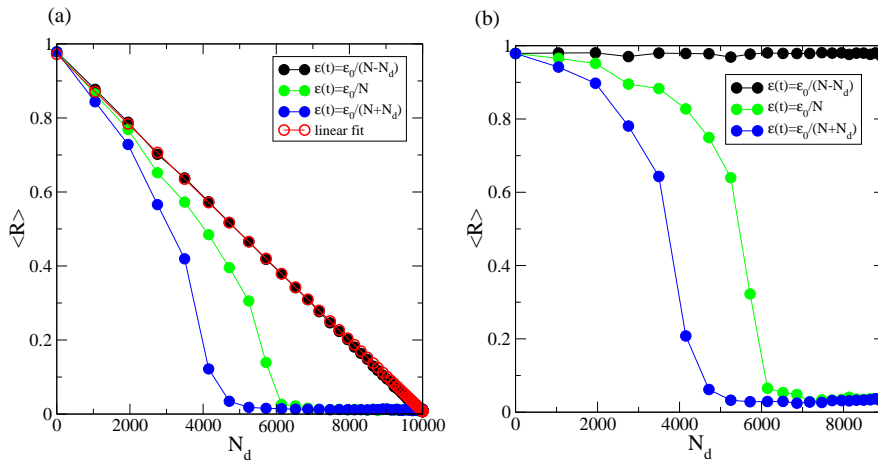 (a)
1
0.8
0.6
0.4
0.2
0
<R>
0 2000 4000 6000 8000 10000
N_d
ε(t)=ε_0/(N-N_d)
ε(t)=ε_0/N
ε(t)=ε_0/(N+N_d)
linear fit
(b)
1
0.8
0.6
0.4
0.2
0
<R>
0 2000 4000 6000 8000
N_d
ε(t)=ε_0/(N-N_d)
ε(t)=ε_0/N
ε(t)=ε_0/(N+N_d)